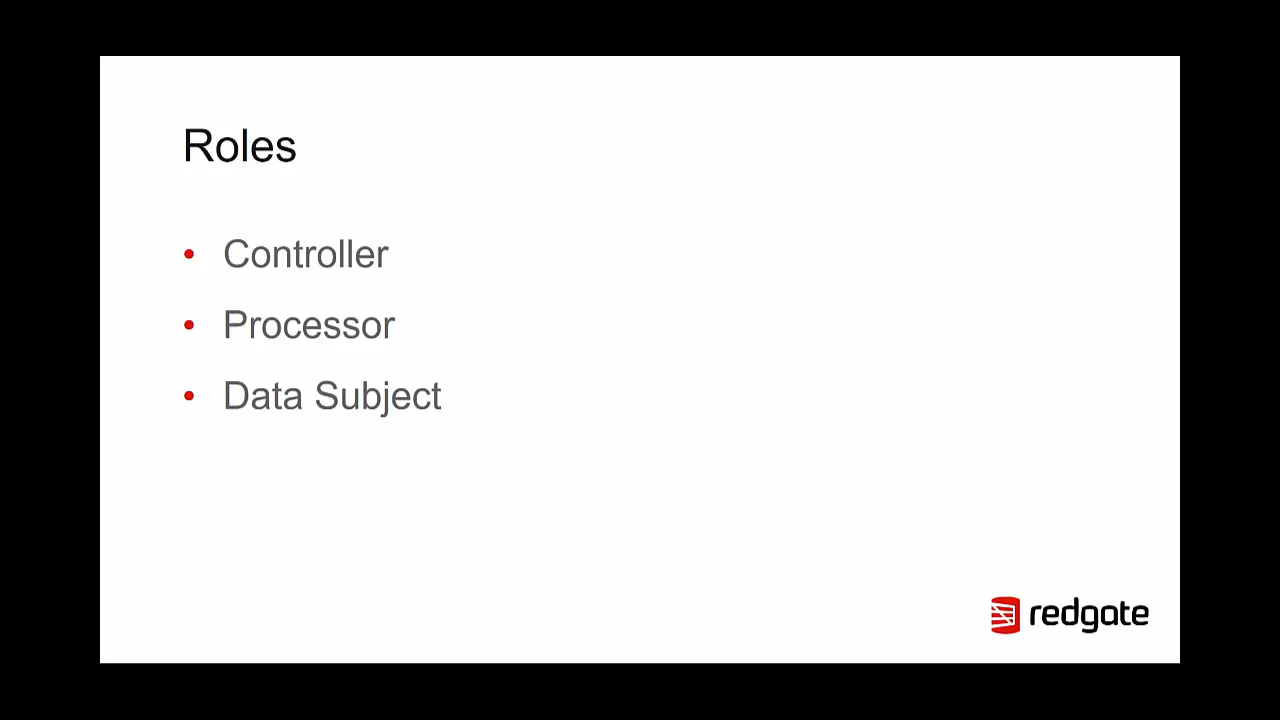 Roles
• Controller
• Processor
• Data Subject
redgate